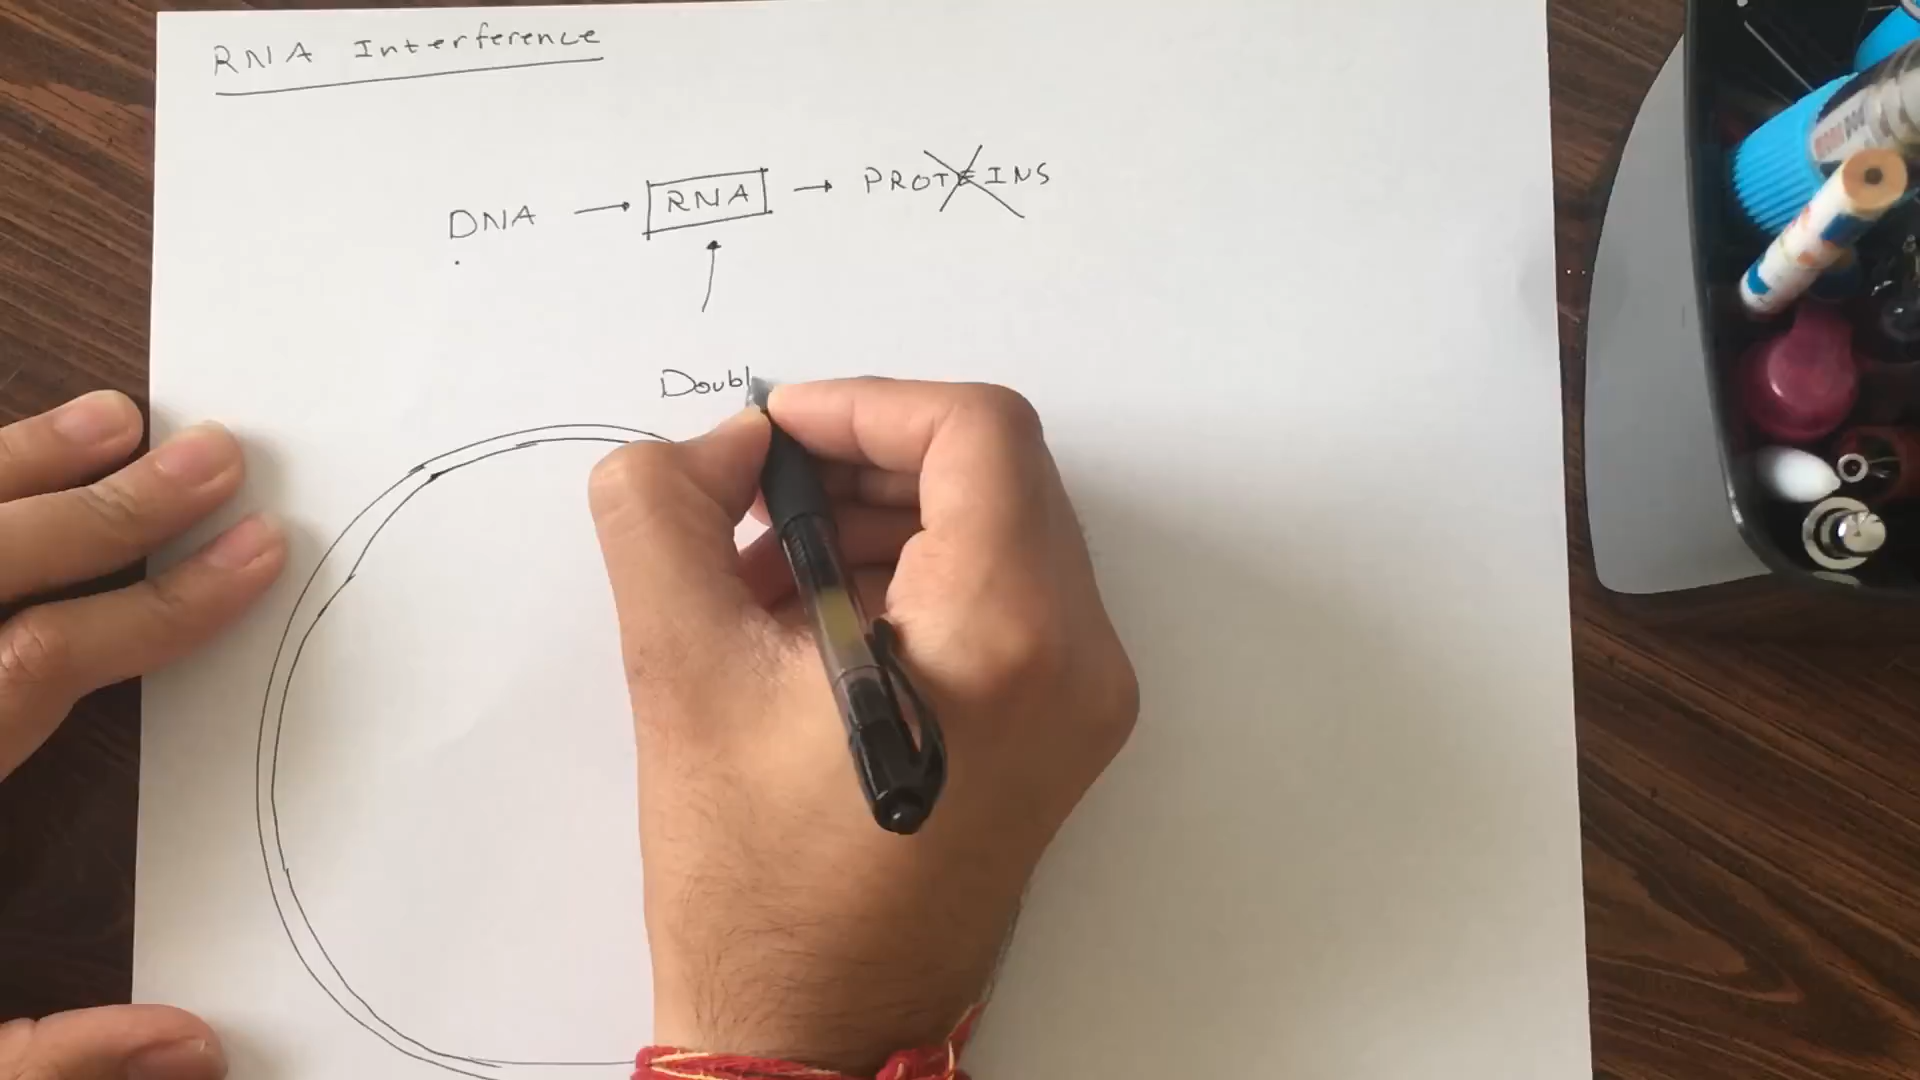 RNA Interference
DNA → RNA → PROTEINS
Doubl